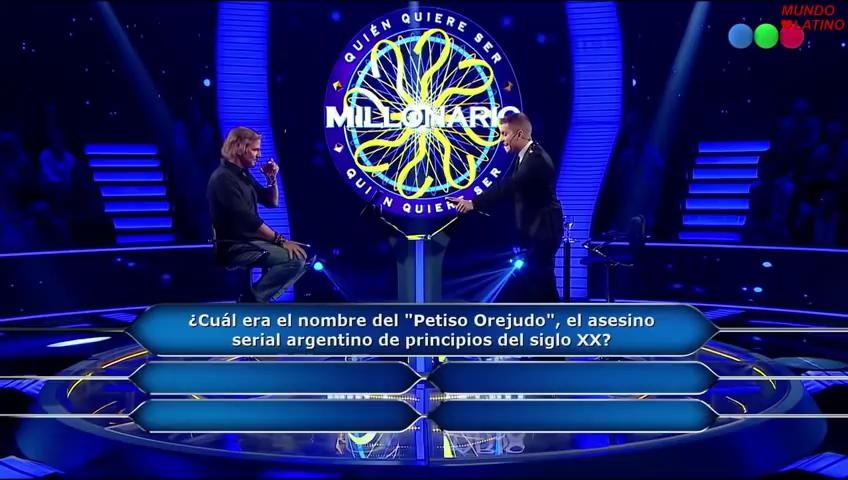 MUNDO
LATINO
QUIÉN QUIERE SER
MILLONARIO
QUIÉN QUIERE SER
¿Cuál era el nombre del "Petiso Orejudo", el asesino
serial argentino de principios del siglo XX?